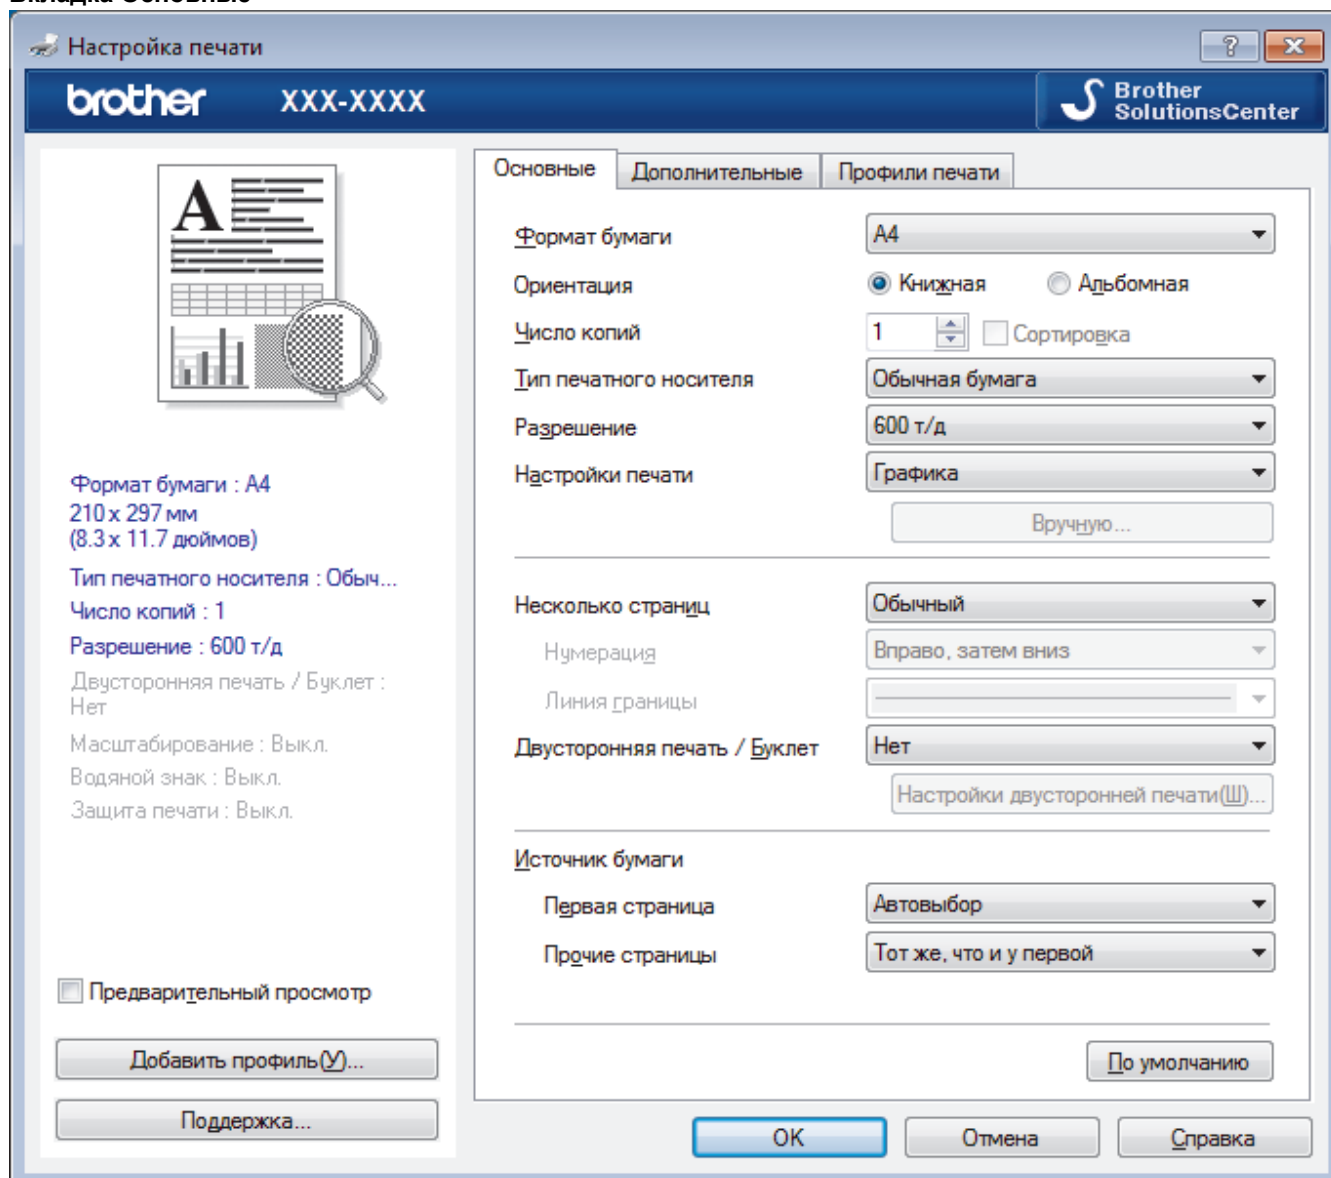 Вкладка Основные
Настройка печати
brother XXX-XXXX
Brother
SolutionsCenter
A
Формат бумаги : A4
210 x 297 мм
(8.3 x 11.7 дюймов)
Тип печатного носителя : Обыч...
Число копий : 1
Разрешение : 600 т/д
Двусторонняя печать / Буклет :
Нет
Масштабирование : Выкл.
Водяной знак : Выкл.
Защита печати : Выкл.
Предварительный просмотр
Добавить профиль(У)...
Поддержка...
Основные Дополнительные Профили печати
Формат бумаги A4
Ориентация Книжная Альбомная
Число копий 1 Сортировка
Тип печатного носителя Обычная бумага
Разрешение 600 т/д
Настройки печати Графика
Вручную...
Несколько страниц Обычный
Нумерация Вправо, затем вниз
Линия границы
Двусторонняя печать / Буклет Нет
Настройки двусторонней печати(Ш)...
Источник бумаги
Первая страница Автовыбор
Прочие страницы Тот же, что и у первой
По умолчанию
OK Отмена Справка